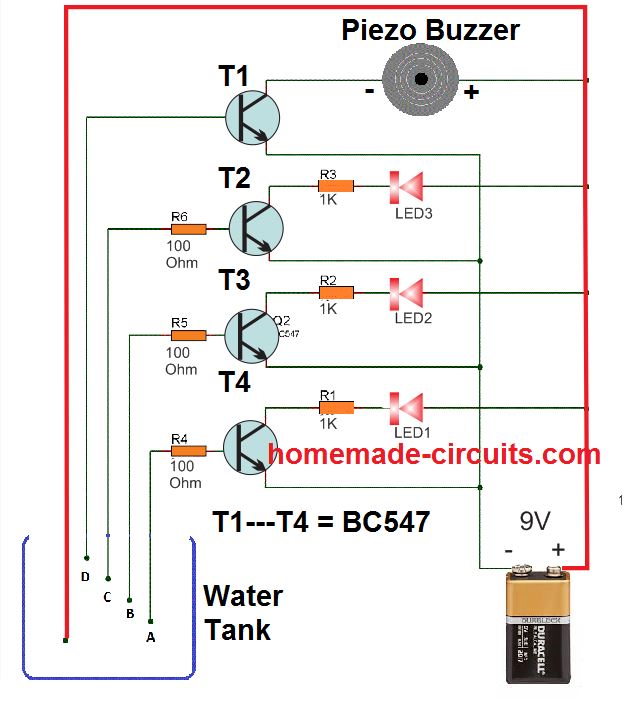 Piezo Buzzer
T1
- +
T2
R3
1K
LED3
R6
100
Ohm
T3
R2
1K
LED2
Q2
C547
R5
100
Ohm
T4
R1
1K
LED1
R4
100
Ohm
homemade-circuits.com
T1---T4 = BC547
9V
- +
D
C
B
A
Water
Tank
DURACELL
1